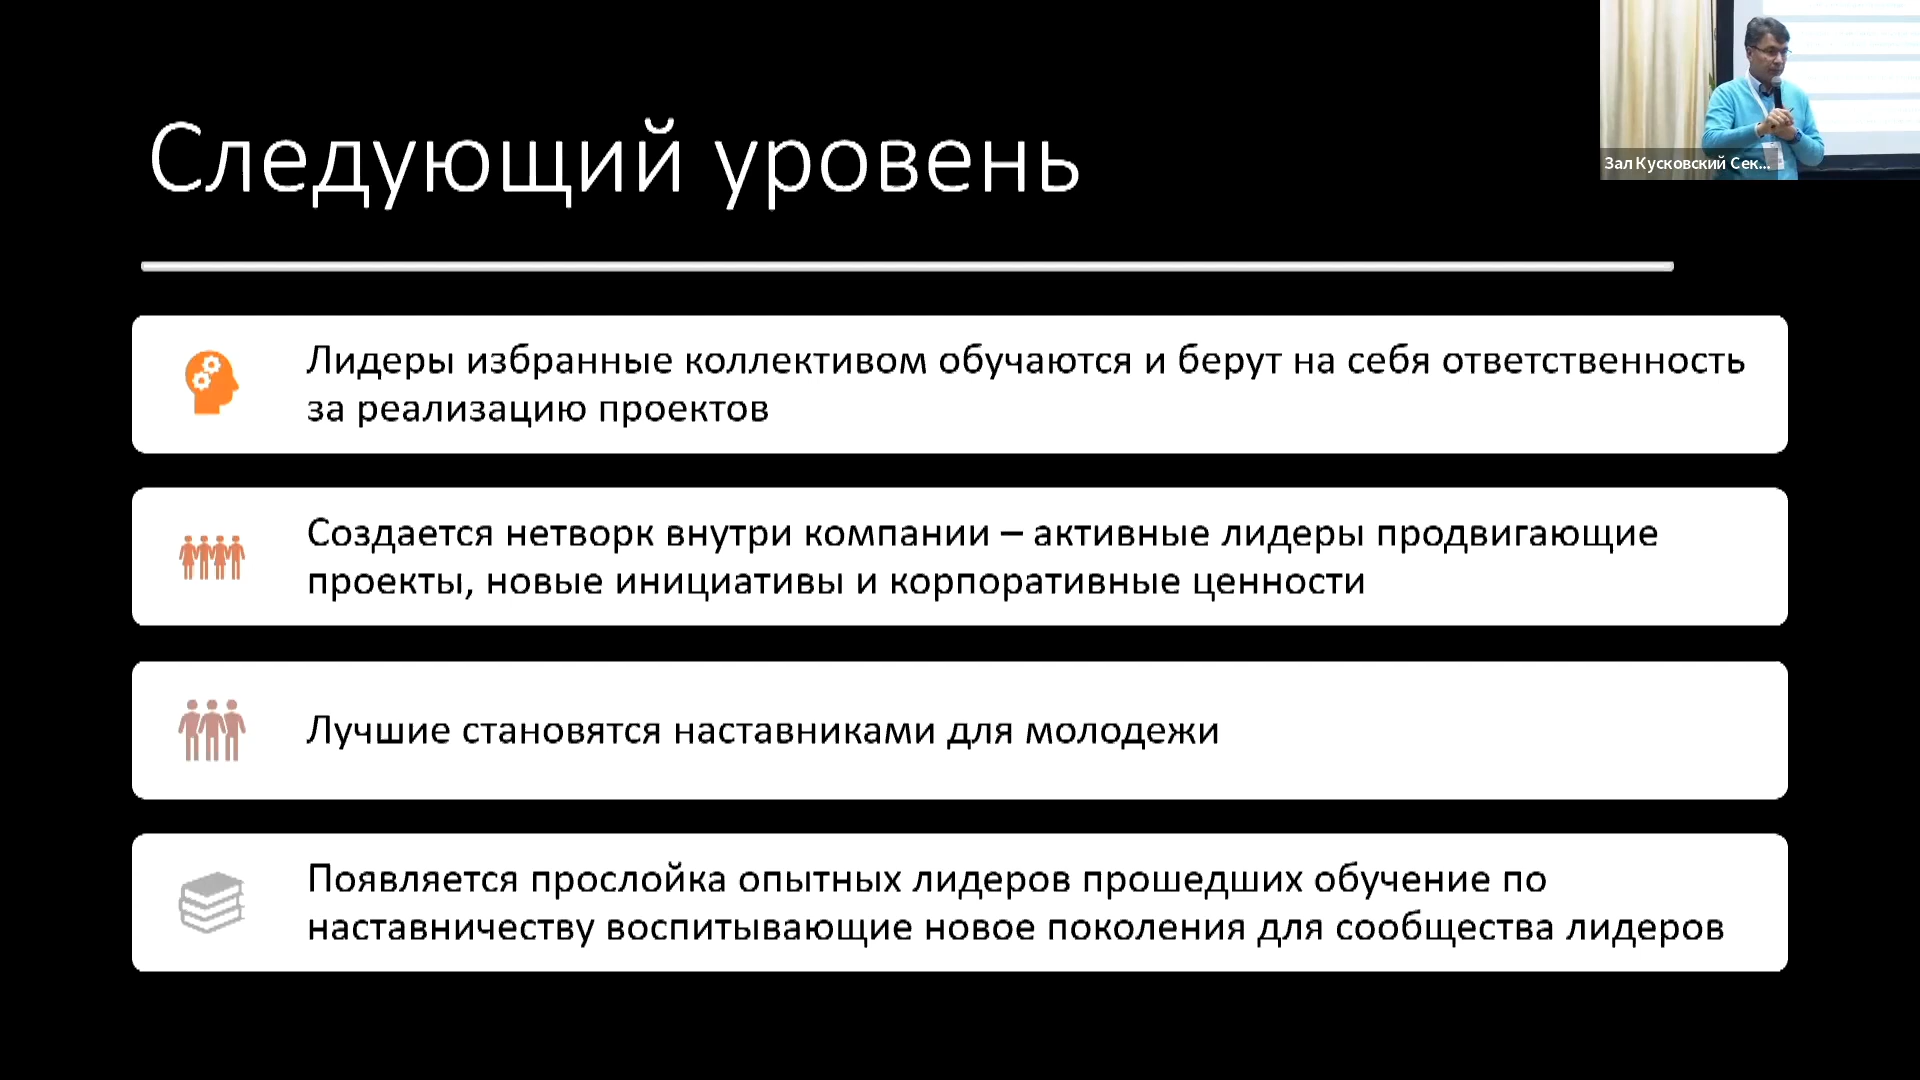 Следующий уровень
Зал Кусковский Сек...
Лидеры избранные коллективом обучаются и берут на себя ответственность
за реализацию проектов
Создается нетворк внутри компании – активные лидеры продвигающие
проекты, новые инициативы и корпоративные ценности
Лучшие становятся наставниками для молодежи
Появляется прослойка опытных лидеров прошедших обучение по
наставничеству воспитывающие новое поколения для сообщества лидеров